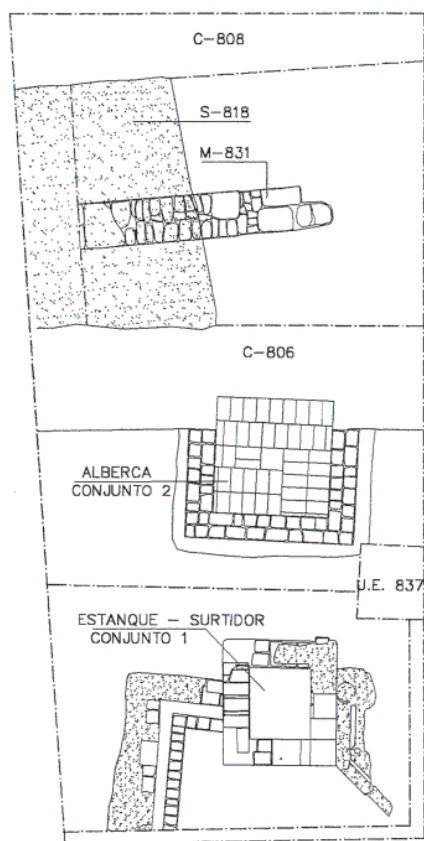 C-808
S-818
M-831
C-806
ALBERCA
CONJUNTO 2
U.E. 837
ESTANQUE - SURTIDOR
CONJUNTO 1